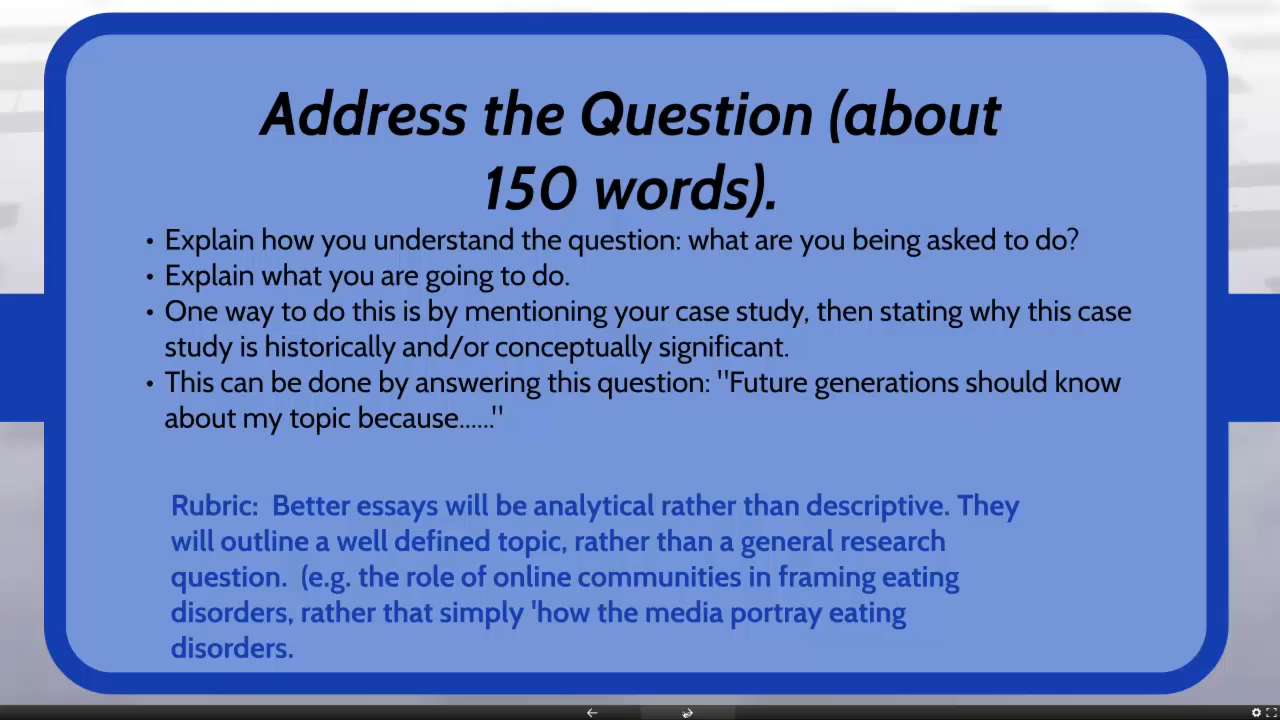 Address the Question (about
150 words).
• Explain how you understand the question: what are you being asked to do?
• Explain what you are going to do.
• One way to do this is by mentioning your case study, then stating why this case
study is historically and/or conceptually significant.
• This can be done by answering this question: "Future generations should know
about my topic because......"
Rubric:  Better essays will be analytical rather than descriptive. They
will outline a well defined topic, rather than a general research
question.  (e.g. the role of online communities in framing eating
disorders, rather that simply 'how the media portray eating
disorders.